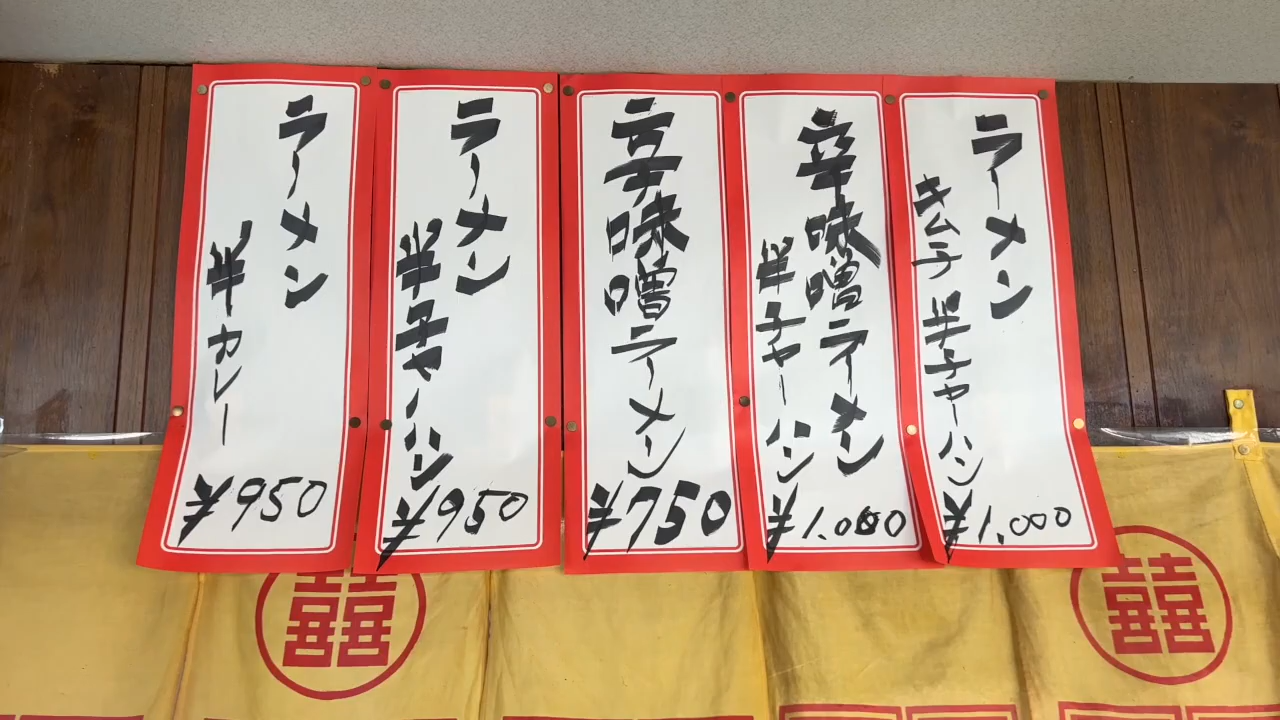 ラーメン
キムチ半チャーハン
¥1.000
辛味噌ラーメン
半チャーハン
¥1.000
辛味噌ラーメン
¥750
ラーメン
半チャーハン
¥950
ラーメン
半カレー
¥950
囍
囍